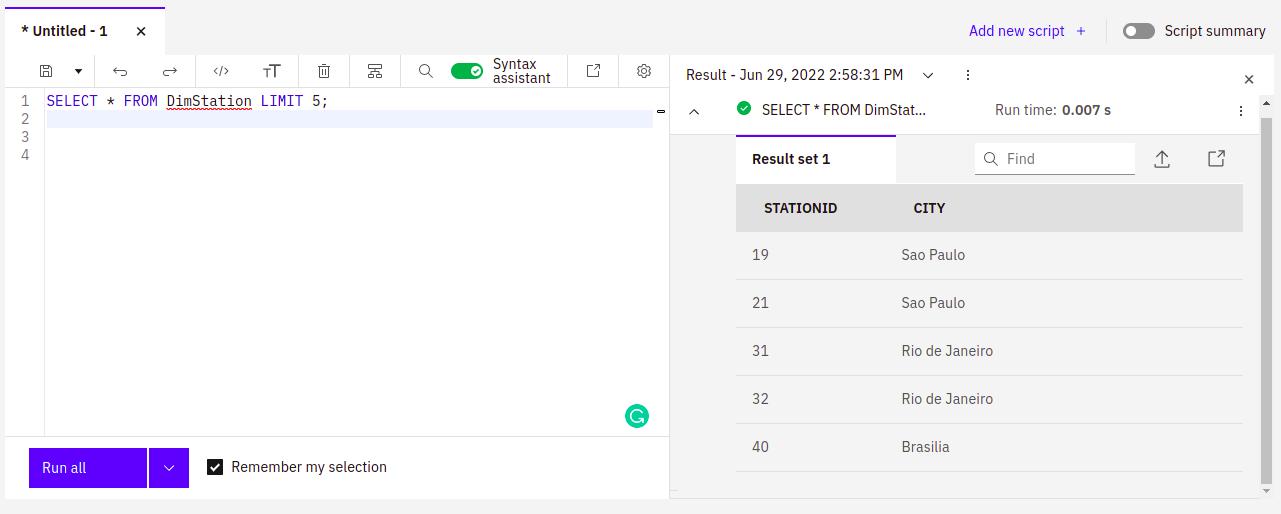 * Untitled - 1
Add new script +
Script summary
Syntax assistant
Result - Jun 29, 2022 2:58:31 PM
1 SELECT * FROM DimStation LIMIT 5;
2
3
4
SELECT * FROM DimStat...
Run time: 0.007 s
Result set 1
Find
STATIONID CITY
19 Sao Paulo
21 Sao Paulo
31 Rio de Janeiro
32 Rio de Janeiro
40 Brasilia
Run all
Remember my selection